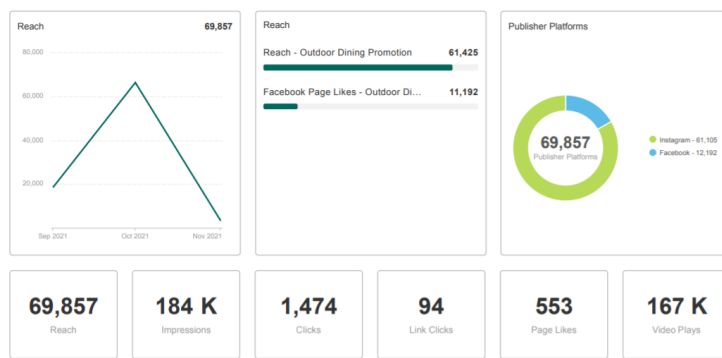 Reach 69,857
80,000
60,000
40,000
20,000
Sep 2021 Oct 2021 Nov 2021
Reach
Reach - Outdoor Dining Promotion 61,425
Facebook Page Likes - Outdoor Di... 11,192
Publisher Platforms
69,857
Publisher Platforms
Instagram - 61,105
Facebook - 12,192
69,857
Reach
184 K
Impressions
1,474
Clicks
94
Link Clicks
553
Page Likes
167 K
Video Plays